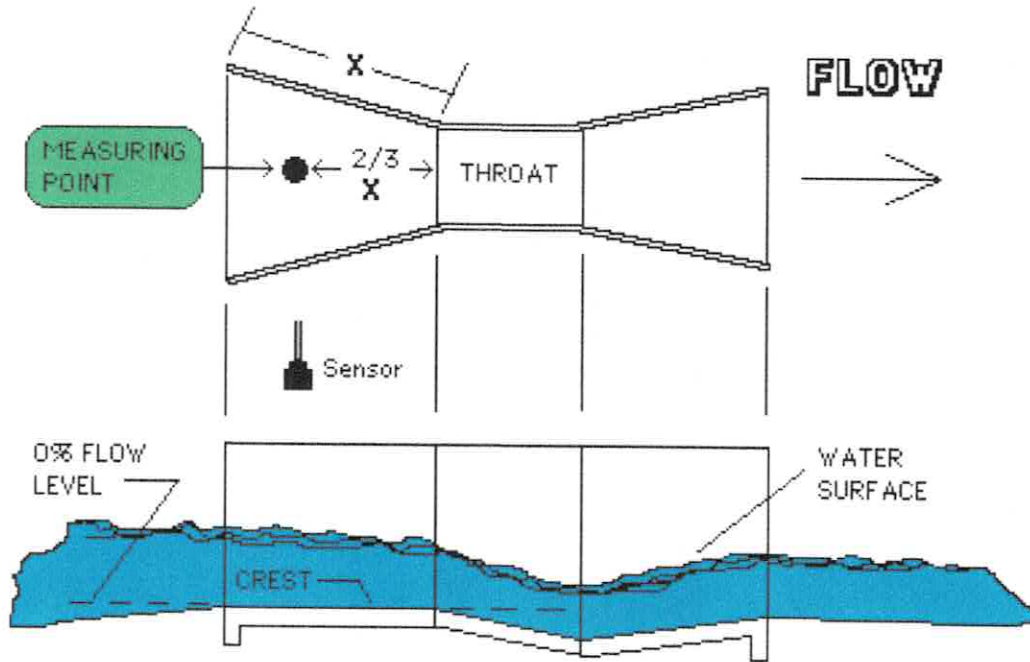 X
FLOW
MEASURING
POINT
2/3
X
THROAT
Sensor
0% FLOW
LEVEL
WATER
SURFACE
CREST